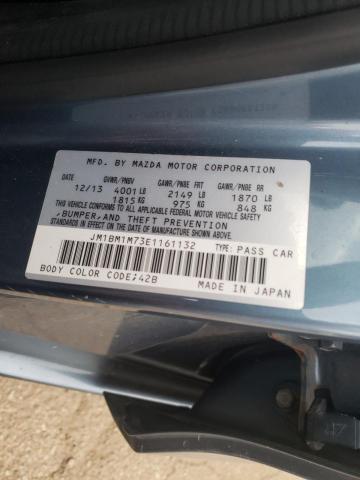 MFD. BY MAZDA MOTOR CORPORATION
GVWR/PNBV GAWR/PNBE FRT GAWR/PNBE RR
12/13 4001 LB 2149 LB 1870 LB
1815 KG 975 KG 848 KG
THIS VEHICLE CONFORMS TO ALL APPLICABLE FEDERAL MOTOR VEHICLE SAFETY
,BUMPER,AND THEFT PREVENTION
STANDARDS IN EFFECT ON THE DATE OF MANUFACTURE SHOWN ABOVE.
JM1BM1M73E1161132 TYPE: PASS CAR
BODY COLOR CODE:42B MADE IN JAPAN